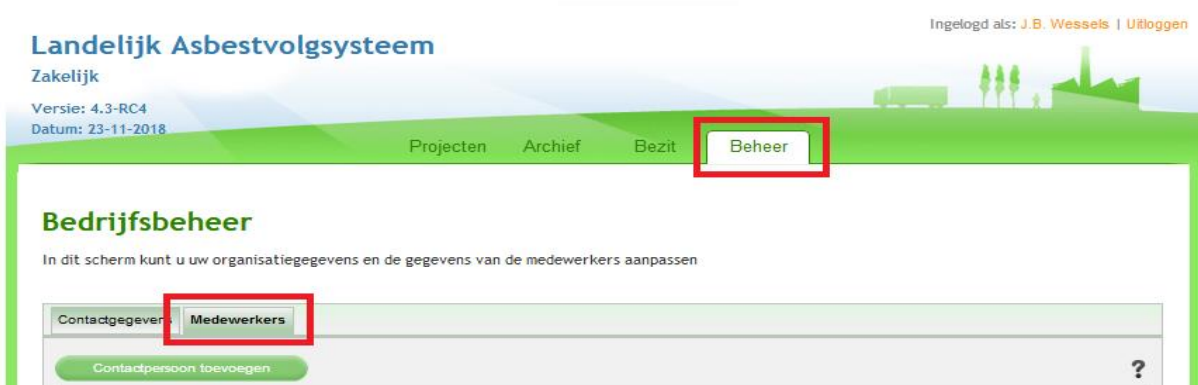 Ingelogd als: J.B. Wessels | Uitloggen
Landelijk Asbestvolgsysteem
Zakelijk
Versie: 4.3-RC4
Datum: 23-11-2018
Projecten Archief Bezit Beheer
Bedrijfsbeheer
In dit scherm kunt u uw organisatiegegevens en de gegevens van de medewerkers aanpassen
Contactgegevens Medewerkers
Contactpersoon toevoegen ?